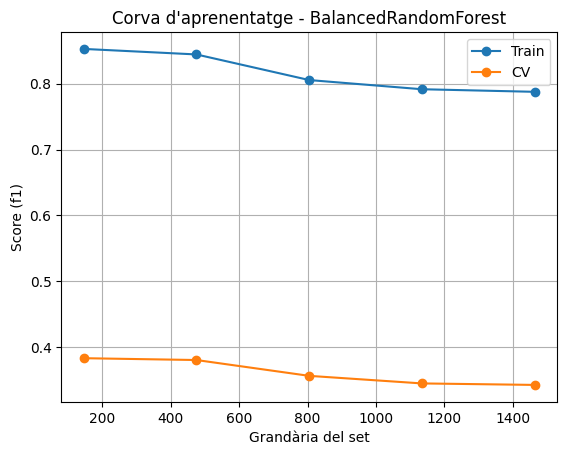 Corva d'aprenentatge - BalancedRandomForest
Train
CV
Score (f1)
0.8
0.7
0.6
0.5
0.4
200 400 600 800 1000 1200 1400
Grandària del set